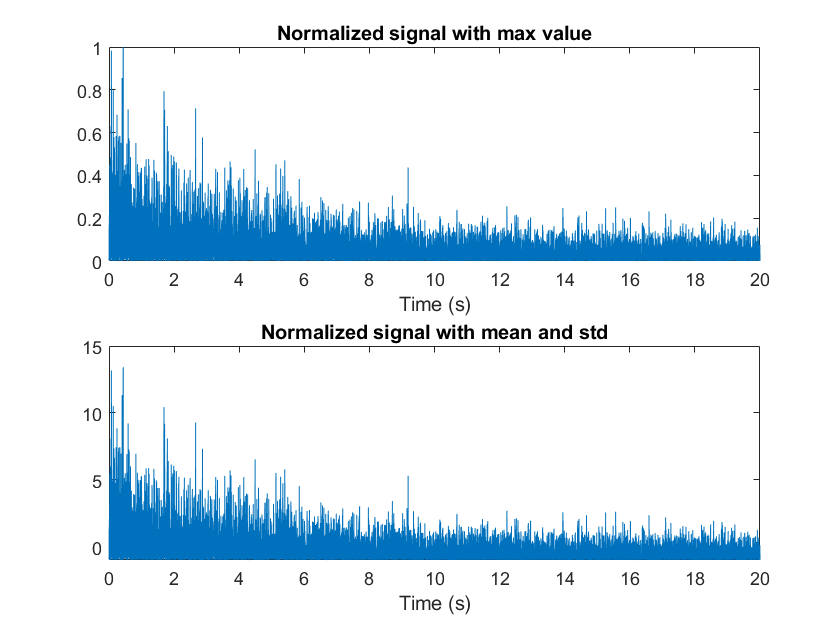 Normalized signal with max value
1
0.8
0.6
0.4
0.2
0
0 2 4 6 8 10 12 14 16 18 20
Time (s)
Normalized signal with mean and std
15
10
5
0
0 2 4 6 8 10 12 14 16 18 20
Time (s)